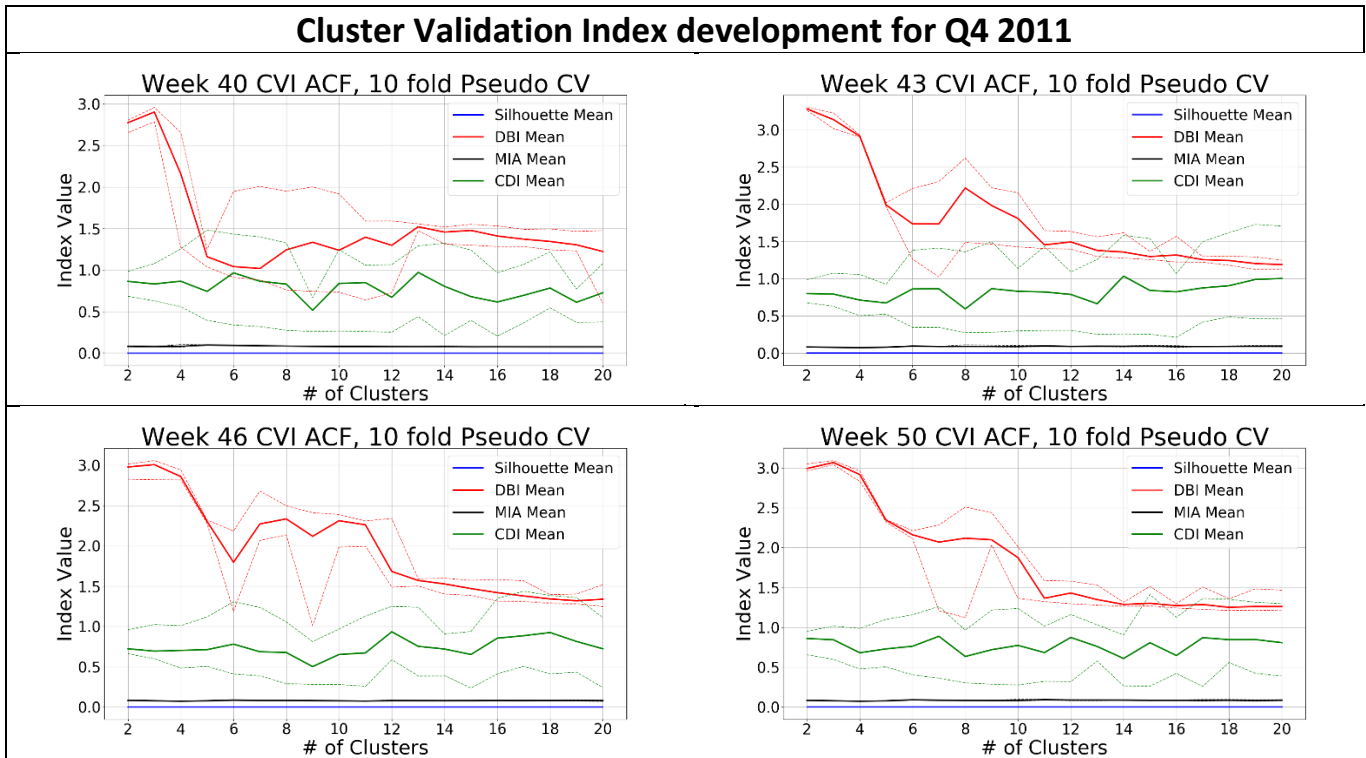 Cluster Validation Index development for Q4 2011
Week 40 CVI ACF, 10 fold Pseudo CV
3.0
2.5
2.0
1.5
1.0
0.5
0.0
Index Value
Silhouette Mean
DBI Mean
MIA Mean
CDI Mean
2 4 6 8 10 12 14 16 18 20
# of Clusters
Week 43 CVI ACF, 10 fold Pseudo CV
3.0
2.5
2.0
1.5
1.0
0.5
0.0
Index Value
Silhouette Mean
DBI Mean
MIA Mean
CDI Mean
2 4 6 8 10 12 14 16 18 20
# of Clusters
Week 46 CVI ACF, 10 fold Pseudo CV
3.0
2.5
2.0
1.5
1.0
0.5
0.0
Index Value
Silhouette Mean
DBI Mean
MIA Mean
CDI Mean
2 4 6 8 10 12 14 16 18 20
# of Clusters
Week 50 CVI ACF, 10 fold Pseudo CV
3.0
2.5
2.0
1.5
1.0
0.5
0.0
Index Value
Silhouette Mean
DBI Mean
MIA Mean
CDI Mean
2 4 6 8 10 12 14 16 18 20
# of Clusters